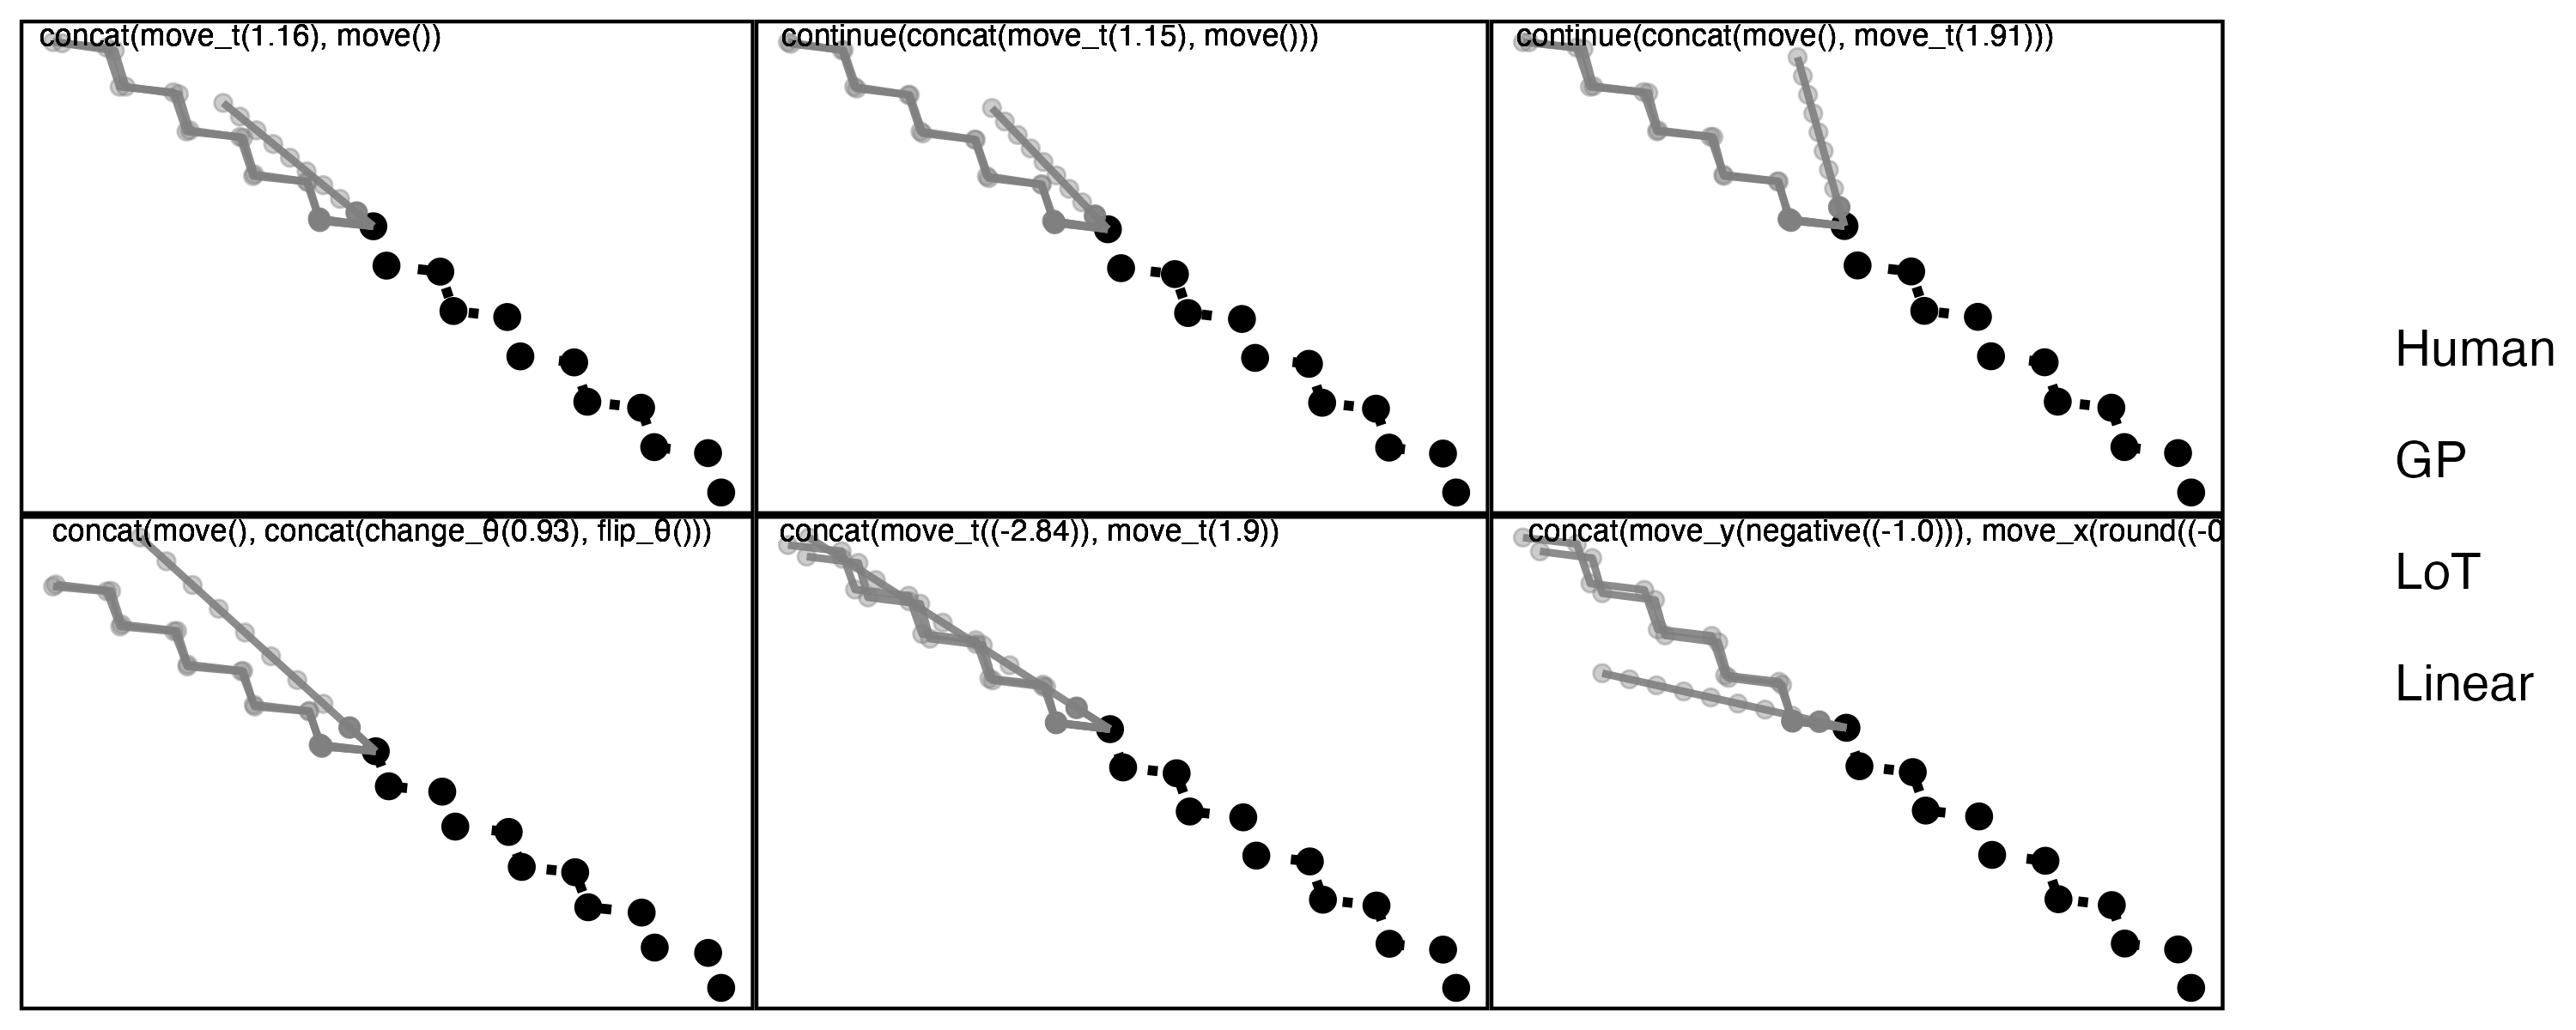 concat(move_t(1.16), move())
continue(concat(move_t(1.15), move()))
continue(concat(move(), move_t(1.91)))
concat(move(), concat(change_θ(0.93), flip_θ()))
concat(move_t((-2.84)), move_t(1.9))
concat(move_y(negative((-1.0))), move_x(round((-0
Human
GP
LoT
Linear